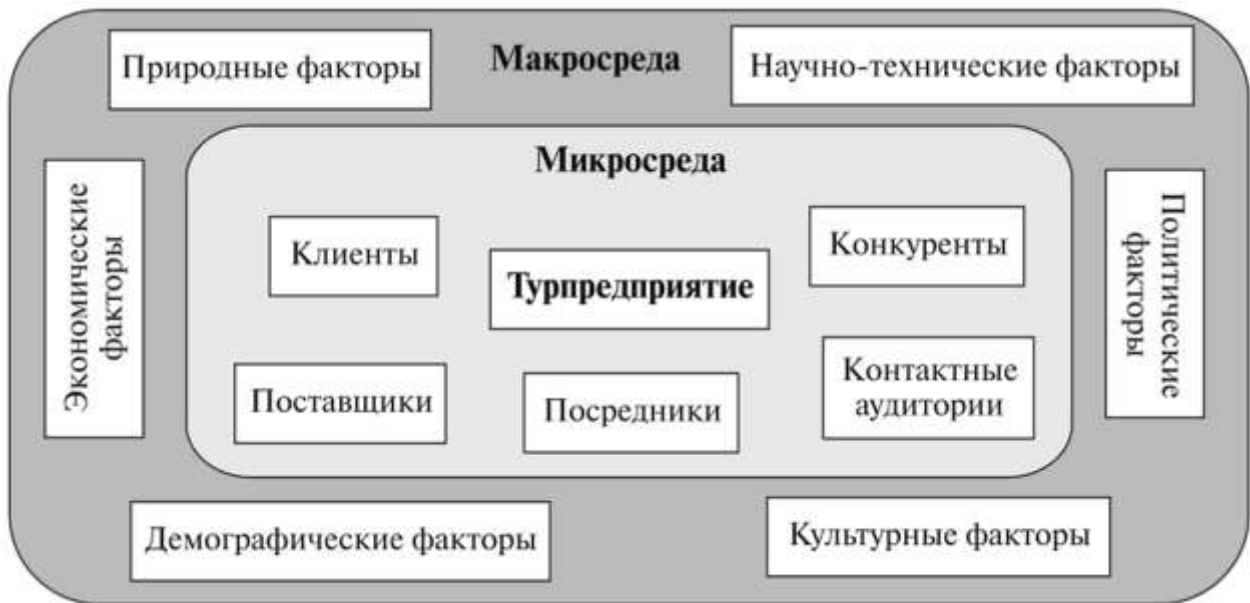 Природные факторы
Макросреда
Научно-технические факторы
Микросреда
Экономические
факторы
Клиенты
Турпредприятие
Конкуренты
Политические
факторы
Поставщики
Посредники
Контактные
аудитории
Демографические факторы
Культурные факторы